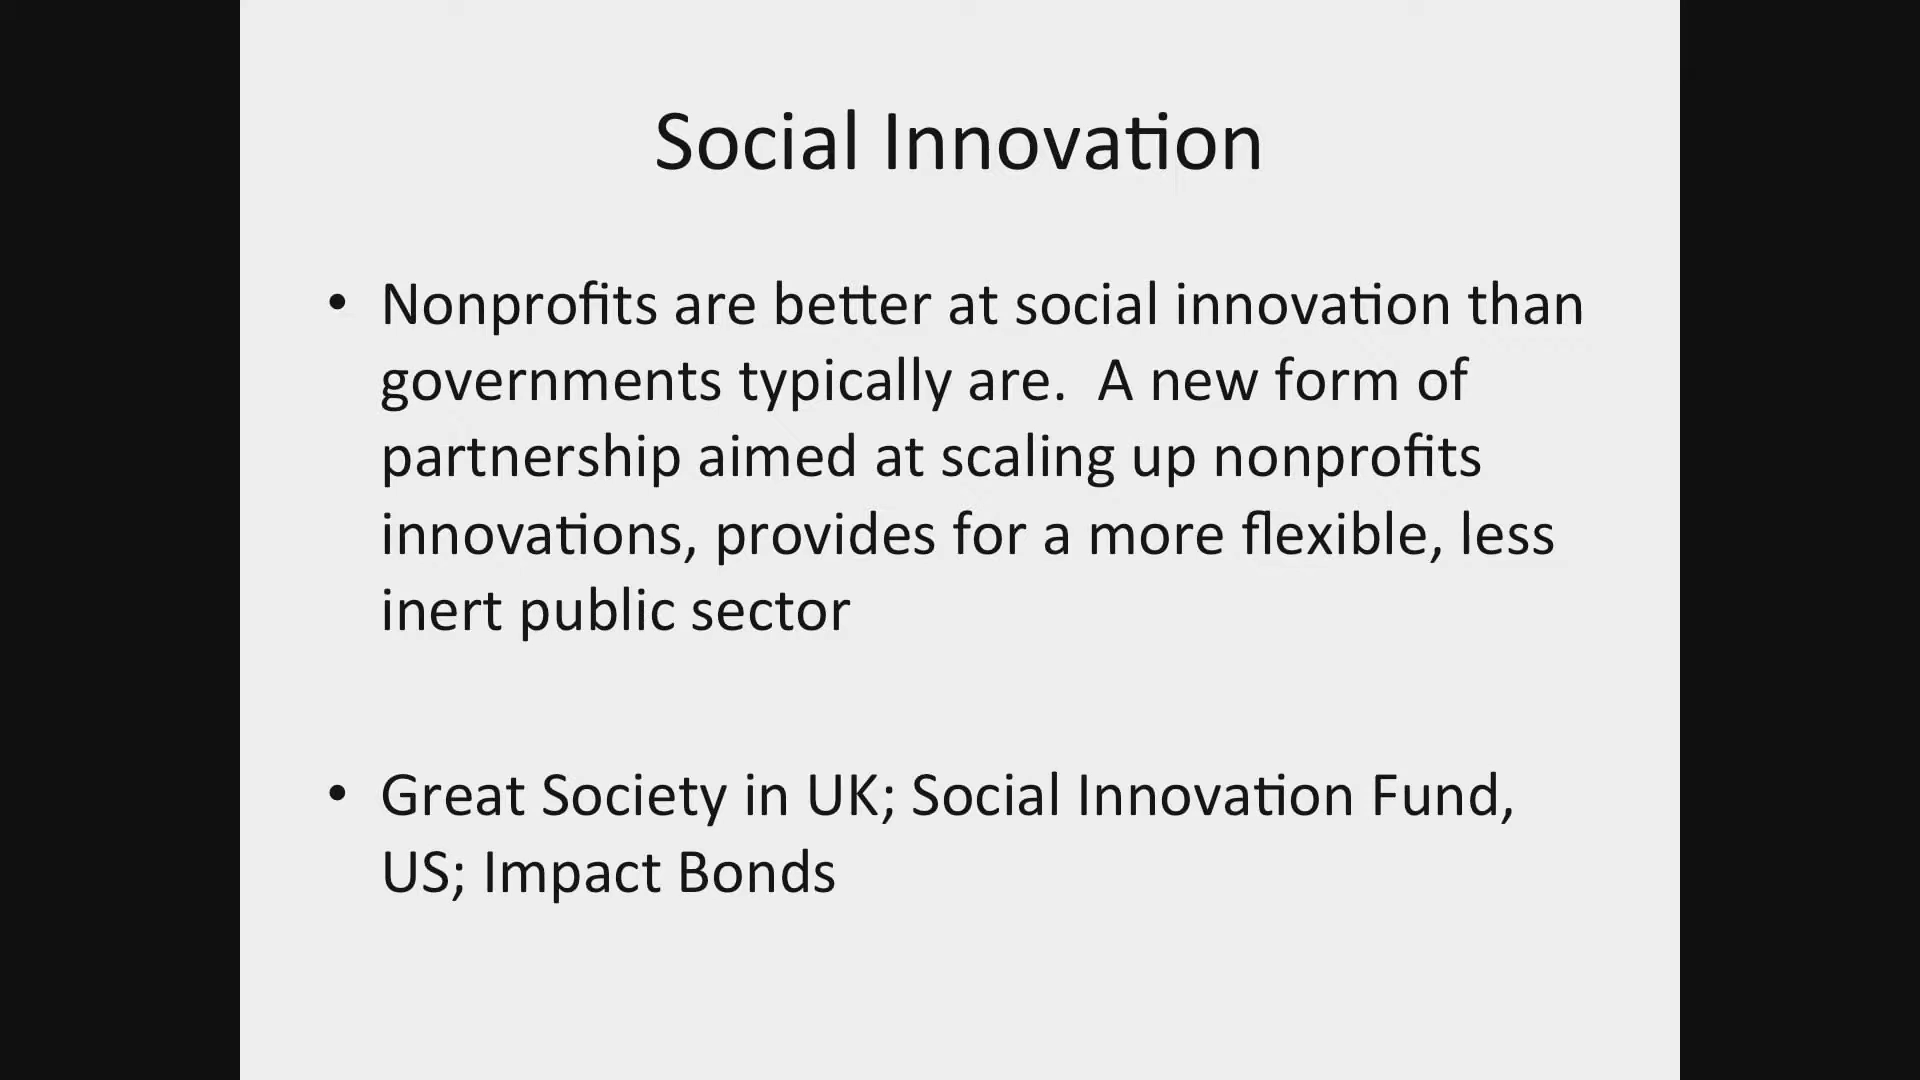 Social Innovation
• Nonprofits are better at social innovation than
governments typically are.  A new form of
partnership aimed at scaling up nonprofits
innovations, provides for a more flexible, less
inert public sector
• Great Society in UK; Social Innovation Fund,
US; Impact Bonds